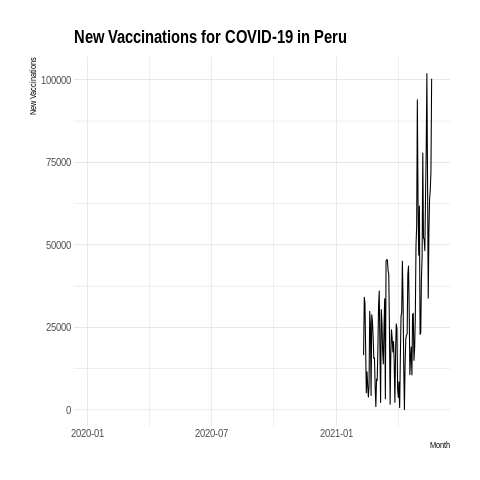 New Vaccinations for COVID-19 in Peru
New Vaccinations
100000
75000
50000
25000
0
2020-01 2020-07 2021-01
Month